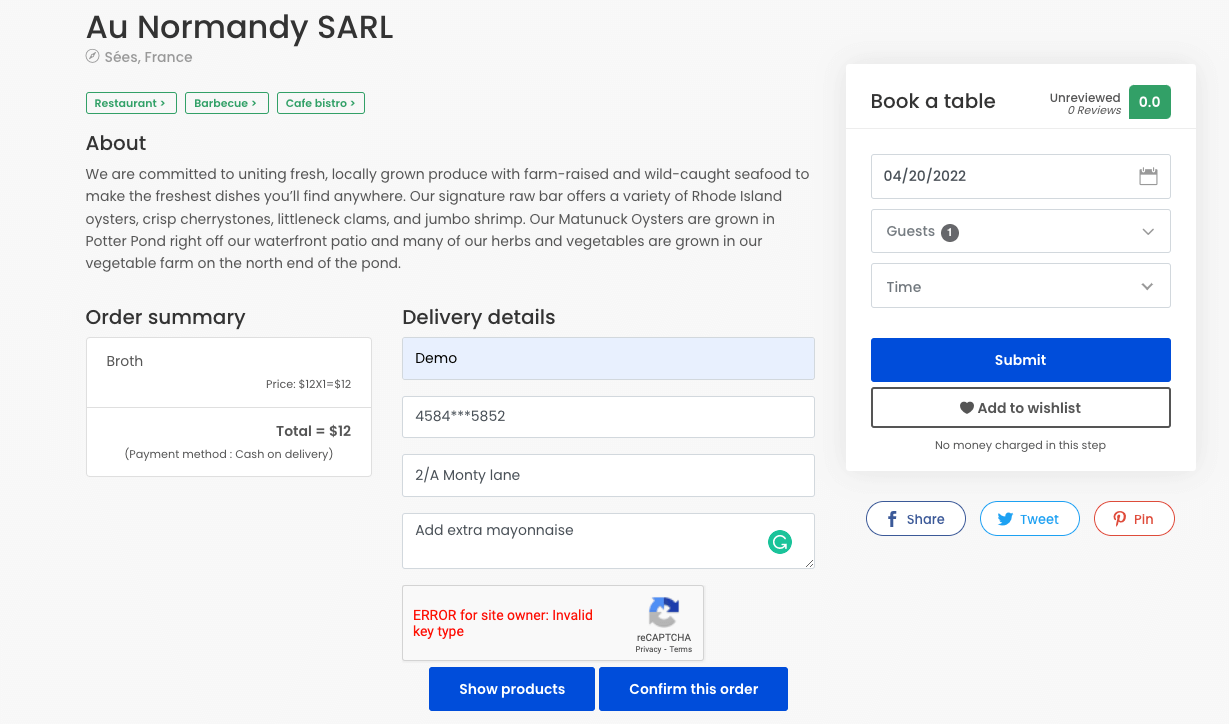 Au Normandy SARL
Sées, France
Restaurant >
Barbecue >
Cafe bistro >
About
We are committed to uniting fresh, locally grown produce with farm-raised and wild-caught seafood to
make the freshest dishes you’ll find anywhere. Our signature raw bar offers a variety of Rhode Island
oysters, crisp cherrystones, littleneck clams, and jumbo shrimp. Our Matunuck Oysters are grown in
Potter Pond right off our waterfront patio and many of our herbs and vegetables are grown in our
vegetable farm on the north end of the pond.
Order summary
Broth
Price: $12X1=$12
Total = $12
(Payment method : Cash on delivery)
Delivery details
Demo
4584***5852
2/A Monty lane
Add extra mayonnaise
ERROR for site owner: Invalid
key type
reCAPTCHA
Privacy - Terms
Show products
Confirm this order
Book a table
Unreviewed
0 Reviews
0.0
04/20/2022
Guests 1
Time
Submit
Add to wishlist
No money charged in this step
Share
Tweet
Pin